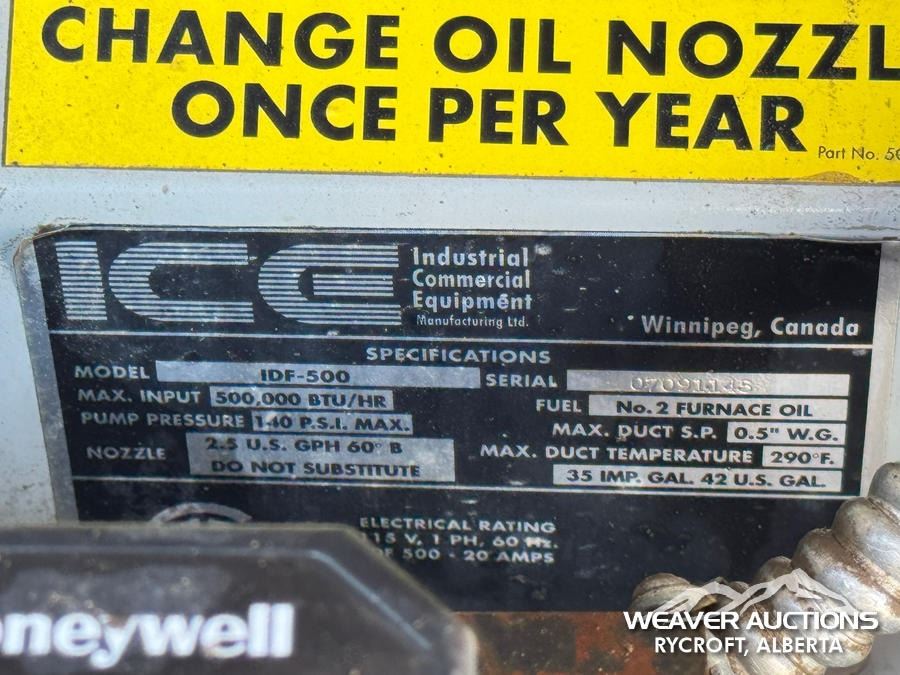 CHANGE OIL NOZZL
ONCE PER YEAR
Part No.
ICE Industrial
Commercial
Equipment
Manufacturing Ltd.
Winnipeg, Canada
SPECIFICATIONS
MODEL IDF-500 SERIAL
MAX. INPUT 500,000 BTU/HR FUEL No. 2 FURNACE OIL
PUMP PRESSURE 140 P.S.I. MAX. MAX. DUCT S.P. 0.5" W.G.
NOZZLE 2.5 U.S. GPH 60° B MAX. DUCT TEMPERATURE 290°F.
DO NOT SUBSTITUTE 35 IMP. GAL. 42 U.S. GAL.
ELECTRICAL RATING
115 V, 1 PH, 60 Hz.
500 - 20 AMPS
oneywell
WEAVER AUCTIONS
RYCROFT, ALBERTA